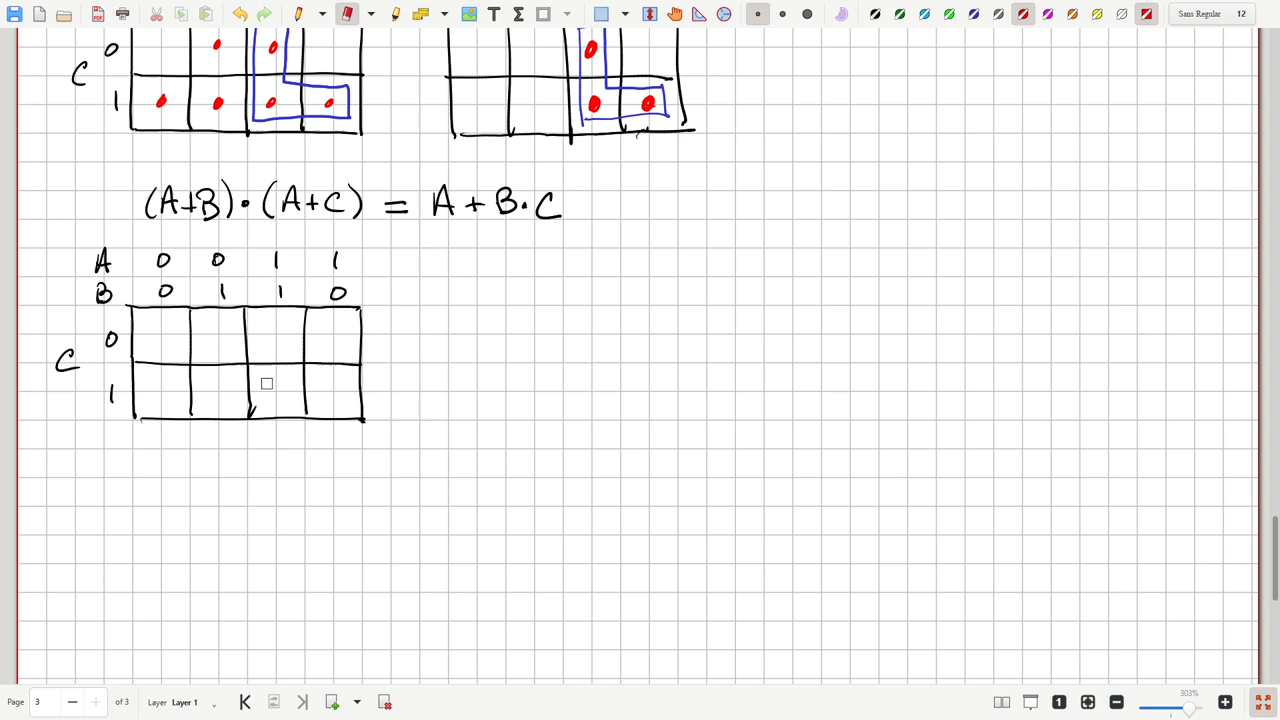 Sans Regular 12
0
C
1
(A+B)·(A+C) = A + B·C
A 0 0 1 1
B 0 1 1 0
0
C
1
Page 3 of 3 Layer Layer 1 303%